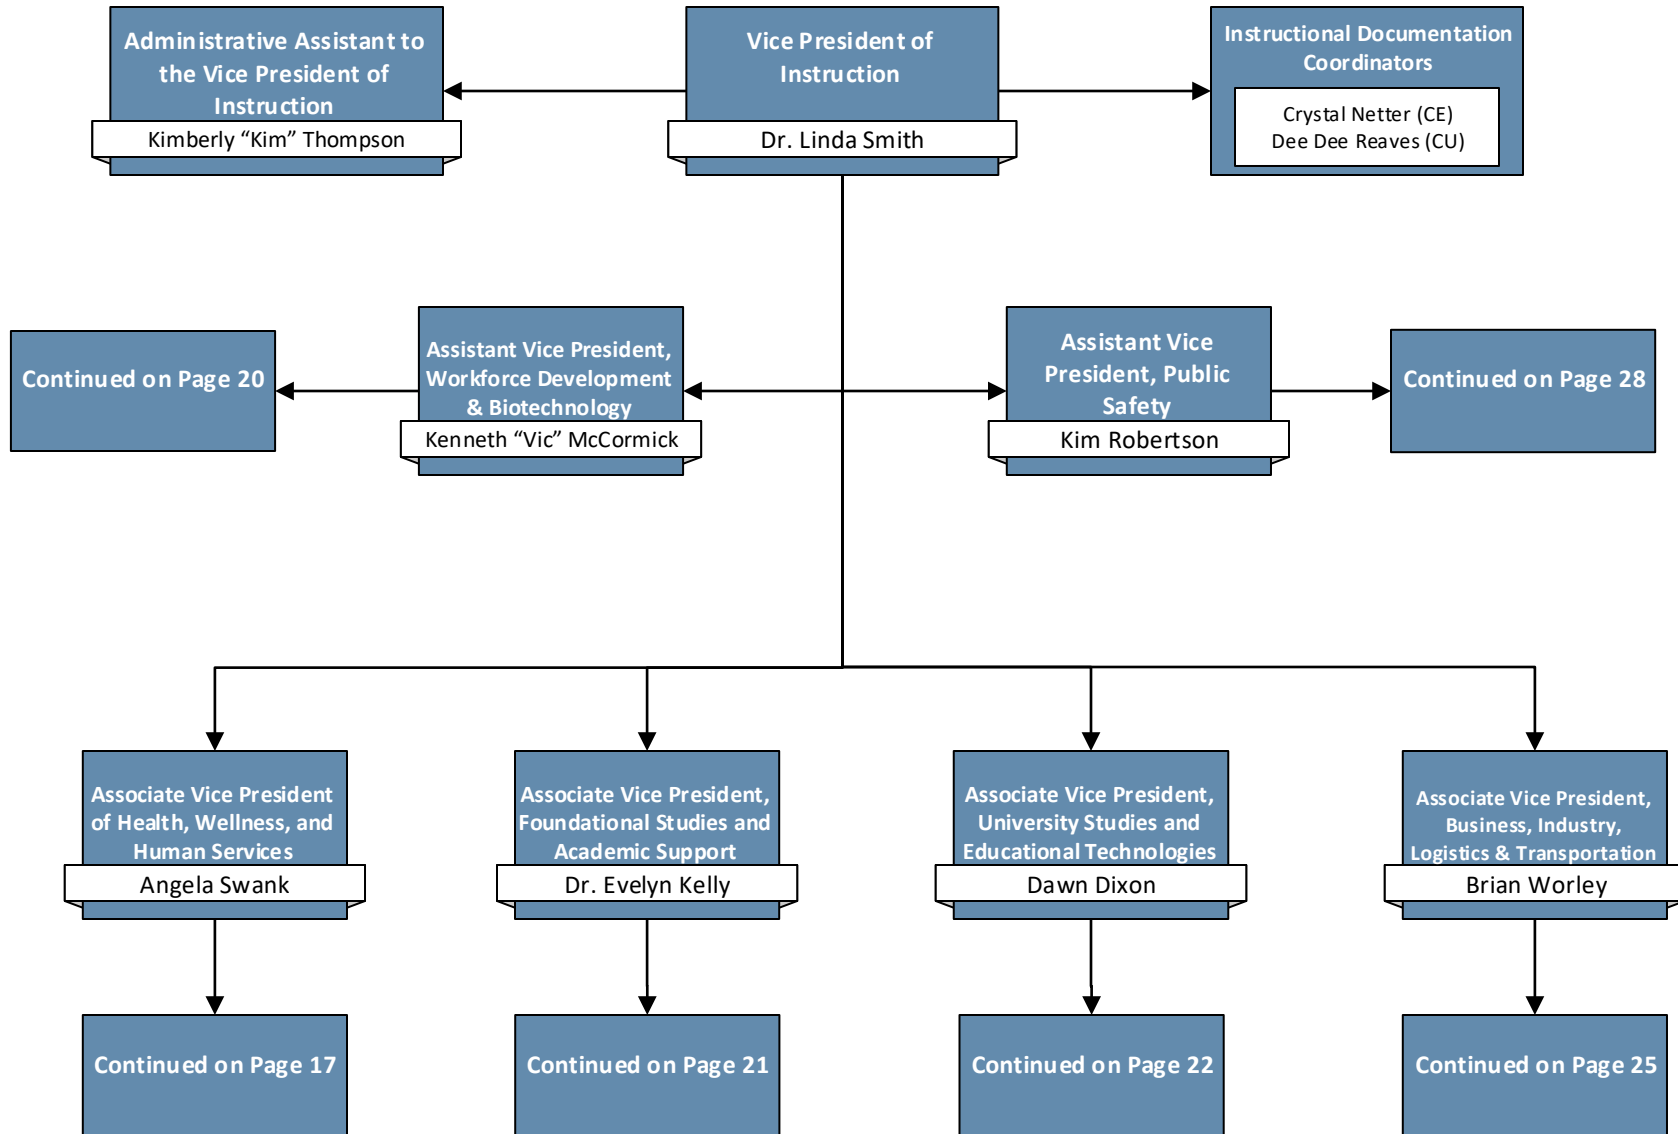 Administrative Assistant to
the Vice President of
Instruction
Kimberly “Kim” Thompson
Vice President of
Instruction
Dr. Linda Smith
Instructional Documentation
Coordinators
Crystal Netter (CE)
Dee Dee Reaves (CU)
Continued on Page 20
Assistant Vice President,
Workforce Development
& Biotechnology
Kenneth “Vic” McCormick
Assistant Vice
President, Public
Safety
Kim Robertson
Continued on Page 28
Associate Vice President
of Health, Wellness, and
Human Services
Angela Swank
Associate Vice President,
Foundational Studies and
Academic Support
Dr. Evelyn Kelly
Associate Vice President,
University Studies and
Educational Technologies
Dawn Dixon
Associate Vice President,
Business, Industry,
Logistics & Transportation
Brian Worley
Continued on Page 17
Continued on Page 21
Continued on Page 22
Continued on Page 25